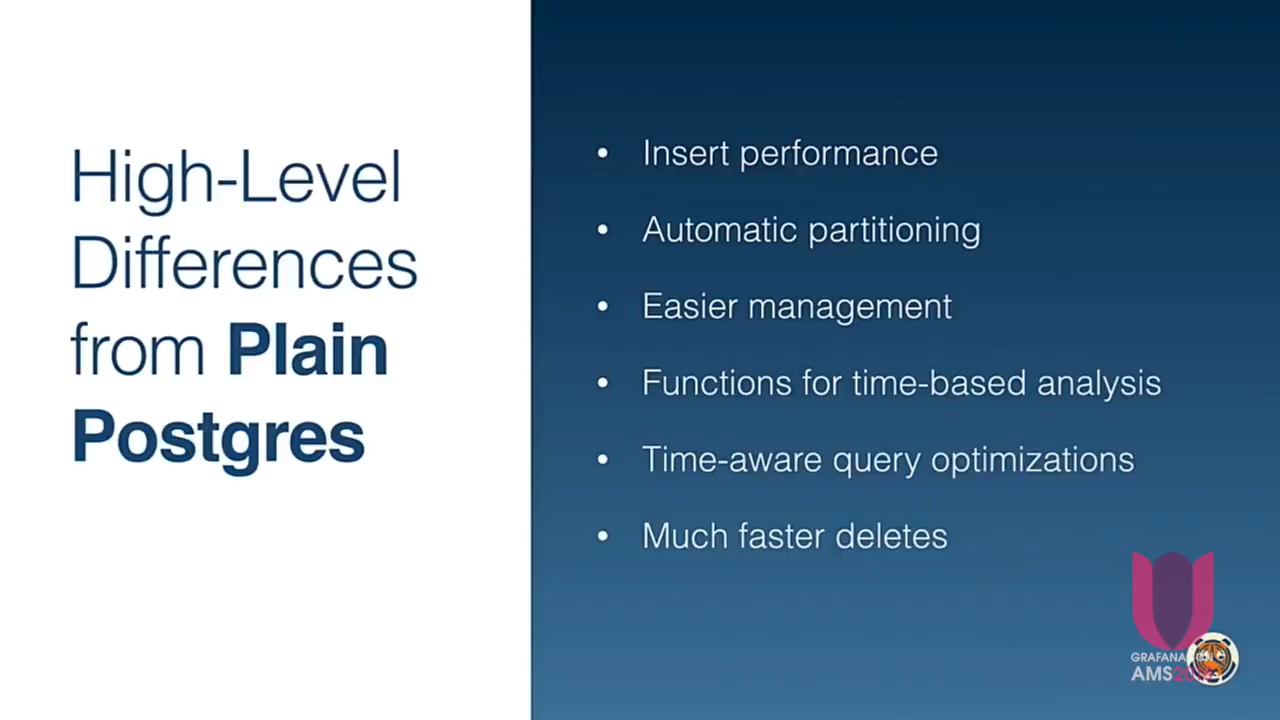 High-Level
Differences
from Plain
Postgres
• Insert performance
• Automatic partitioning
• Easier management
• Functions for time-based analysis
• Time-aware query optimizations
• Much faster deletes
AMS